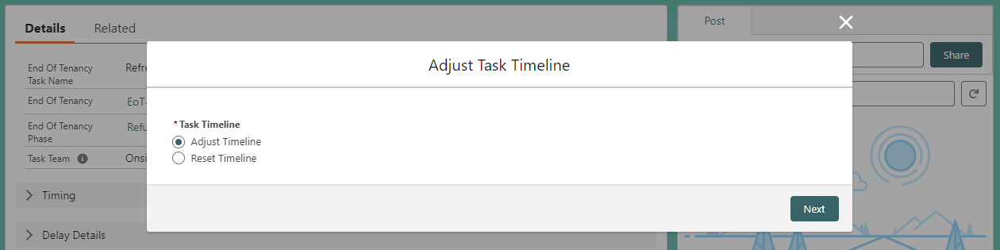 Details Related
Post
Adjust Task Timeline
Share
End Of Tenancy
Task Name
End Of Tenancy
EoT-
End Of Tenancy
Phase
Task Team
* Task Timeline
Adjust Timeline
Reset Timeline
Timing
Next
Delay Details